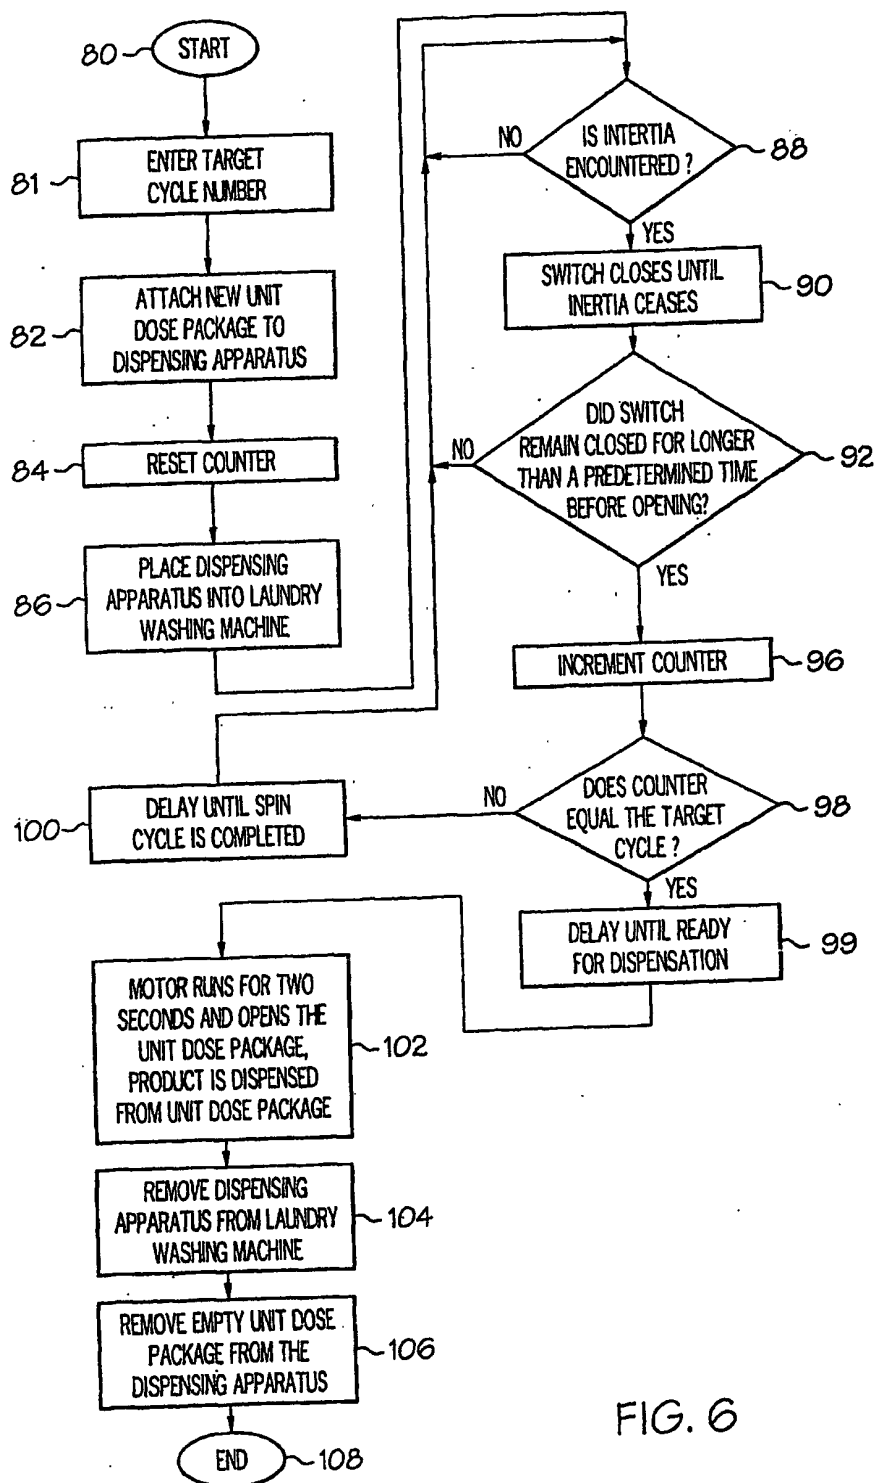 80
START
81
ENTER TARGET
CYCLE NUMBER
82
ATTACH NEW UNIT
DOSE PACKAGE TO
DISPENSING APPARATUS
84
RESET COUNTER
86
PLACE DISPENSING
APPARATUS INTO LAUNDRY
WASHING MACHINE
NO
IS INTERTIA
ENCOUNTERED ?
88
YES
SWITCH CLOSES UNTIL
INERTIA CEASES
90
NO
DID SWITCH
REMAIN CLOSED FOR LONGER
THAN A PREDETERMINED TIME
BEFORE OPENING?
92
YES
INCREMENT COUNTER
96
NO
DOES COUNTER
EQUAL THE TARGET
CYCLE ?
98
YES
100
DELAY UNTIL SPIN
CYCLE IS COMPLETED
DELAY UNTIL READY
FOR DISPENSATION
99
MOTOR RUNS FOR TWO
SECONDS AND OPENS THE
UNIT DOSE PACKAGE,
PRODUCT IS DISPENSED
FROM UNIT DOSE PACKAGE
102
REMOVE DISPENSING
APPARATUS FROM LAUNDRY
WASHING MACHINE
104
REMOVE EMPTY UNIT DOSE
PACKAGE FROM THE
DISPENSING APPARATUS
106
END
108
FIG. 6